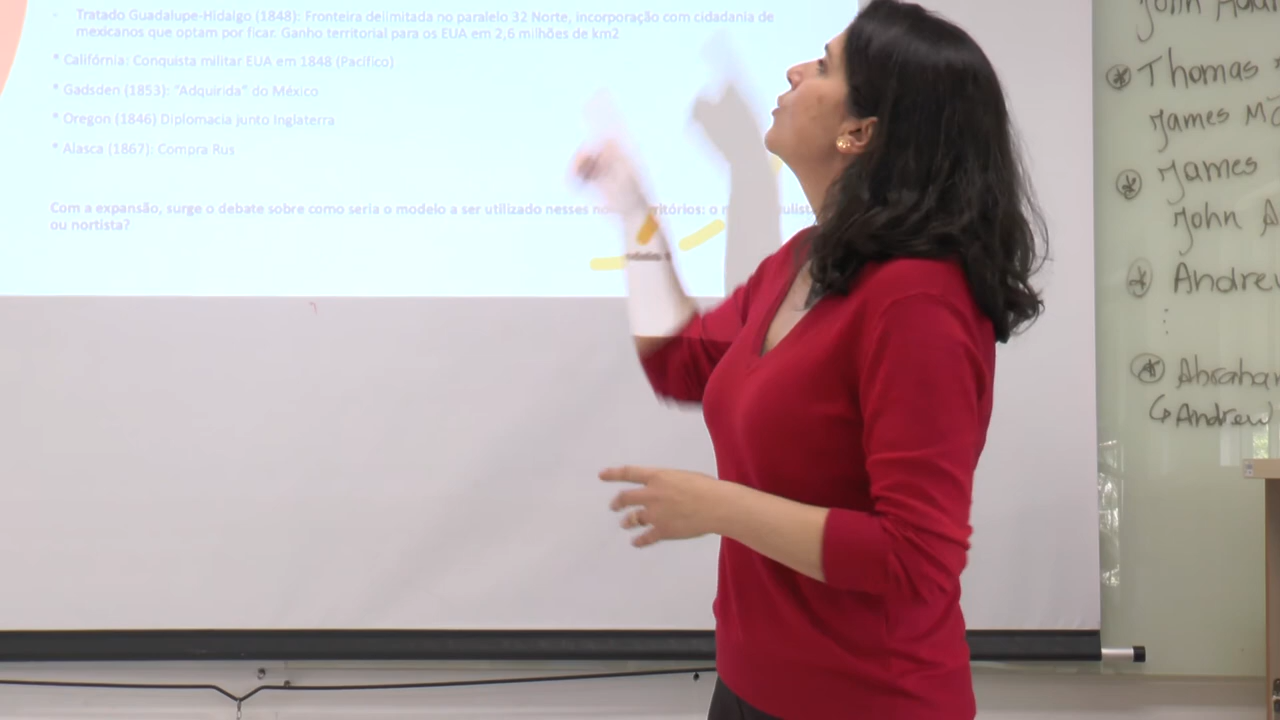 - Tratado Guadalupe-Hidalgo (1848): Fronteira delimitada no paralelo 32 Norte, incorporação com cidadania de
mexicanos que optam por ficar. Ganho territorial para os EUA em 2,6 milhões de km2
* Califórnia: Conquista militar EUA em 1848 (Pacífico)
* Gadsden (1853): "Adquirida" do México
* Oregon (1846) Diplomacia junto Inglaterra
* Alasca (1867): Compra Rus
Com a expansão, surge o debate sobre como seria o modelo a ser utilizado nesses territórios: o
ou nortista?
John
Thomas
James
James
John A
Andrew
Abraham
Andrew